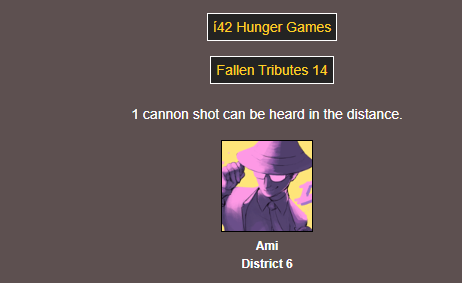 í42 Hunger Games
Fallen Tributes 14
1 cannon shot can be heard in the distance.
Ami
District 6